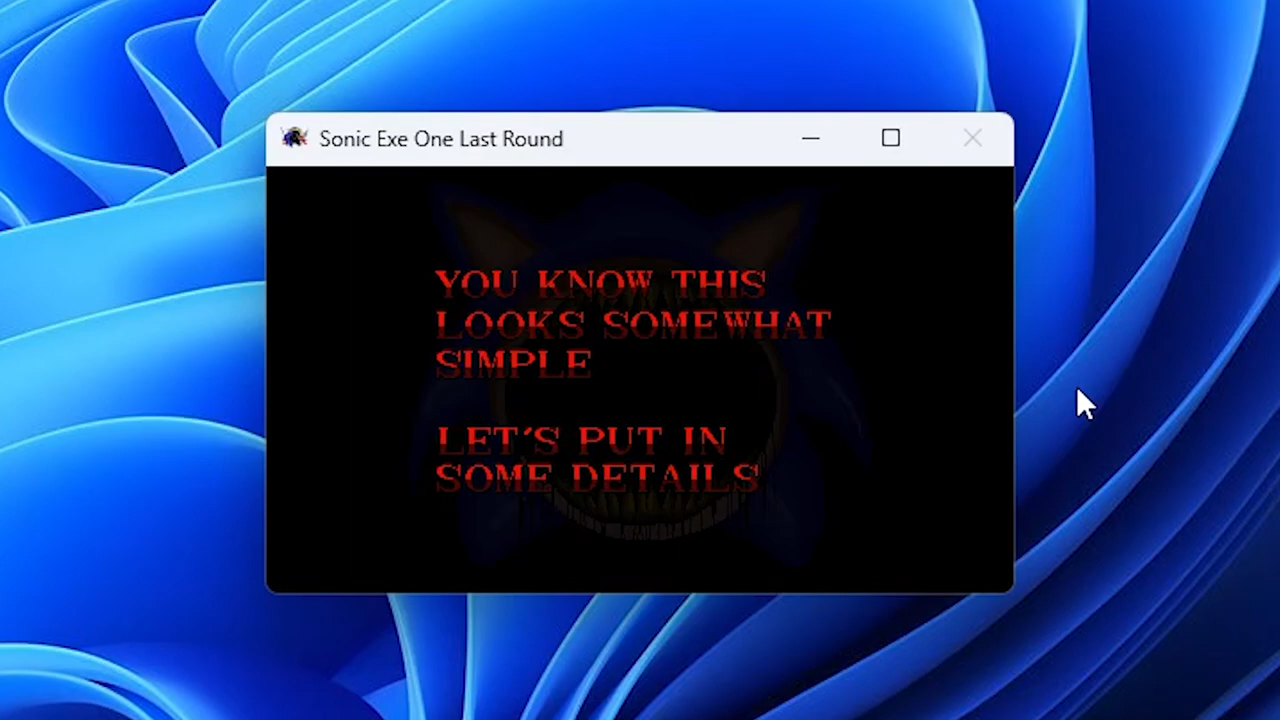 Sonic Exe One Last Round
YOU KNOW THIS
LOOKS SOMEWHAT
SIMPLE
LET'S PUT IN
SOME DETAILS